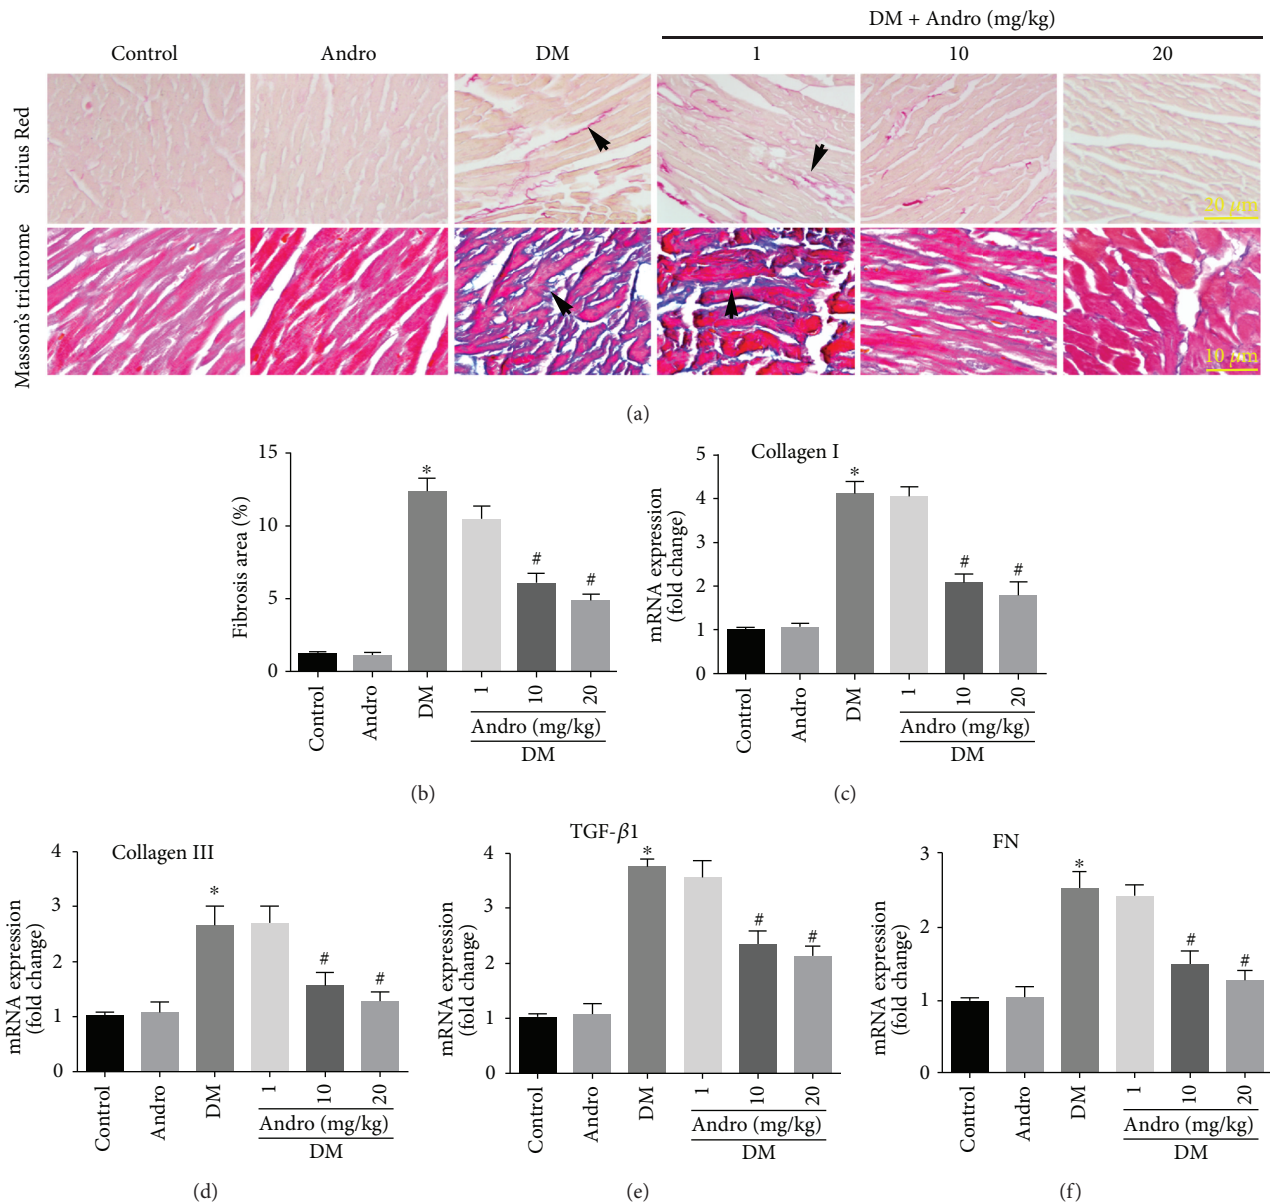 DM + Andro (mg/kg)
Control Andro DM 1 10 20
Sirius Red
20 μm
Masson's trichrome
10 μm
(a)
Fibrosis area (%)
15
10
5
0
*
#
#
Control
Andro
DM
1
10
20
Andro (mg/kg)
DM
(b)
Collagen I
mRNA expression
(fold change)
5
4
3
2
1
0
*
#
#
Control
Andro
DM
1
10
20
Andro (mg/kg)
DM
(c)
Collagen III
mRNA expression
(fold change)
4
3
2
1
0
*
#
#
Control
Andro
DM
1
10
20
Andro (mg/kg)
DM
(d)
TGF-β1
mRNA expression
(fold change)
4
3
2
1
0
*
#
#
Control
Andro
DM
1
10
20
Andro (mg/kg)
DM
(e)
FN
mRNA expression
(fold change)
3
2
1
0
*
#
#
Control
Andro
DM
1
10
20
Andro (mg/kg)
DM
(f)